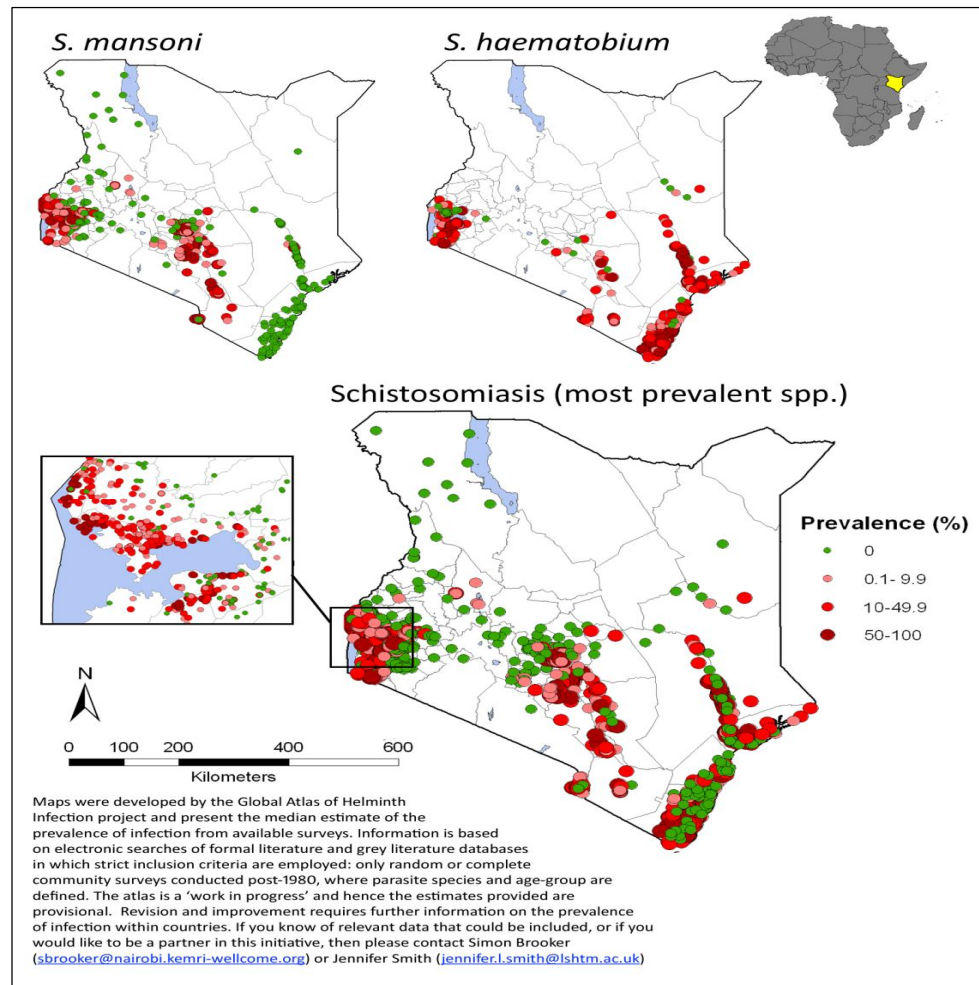 S. mansoni
S. haematobium
Schistosomiasis (most prevalent spp.)
Prevalence (%)
0
0.1- 9.9
10-49.9
50-100
N
0 100 200 400 600
Kilometers
Maps were developed by the Global Atlas of Helminth
Infection project and present the median estimate of the
prevalence of infection from available surveys. Information is based
on electronic searches of formal literature and grey literature databases
in which strict inclusion criteria are employed: only random or complete
community surveys conducted post-1980, where parasite species and age-group are
defined. The atlas is a ‘work in progress’ and hence the estimates provided are
provisional. Revision and improvement requires further information on the prevalence
of infection within countries. If you know of relevant data that could be included, or if you
would like to be a partner in this initiative, then please contact Simon Brooker
(sbrooker@nairobi.kemri-wellcome.org) or Jennifer Smith (jennifer.l.smith@lshtm.ac.uk)